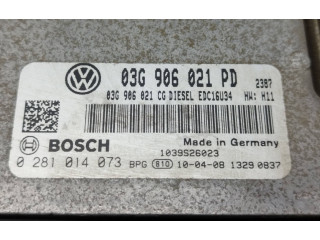 03G 906 021 PD 2387
03G 906 021 CG DIESEL EDC16U34 HW: H11
BOSCH Made in Germany
1039S26023
0 281 014 073 BPG 810 10-04-08 1329 0837